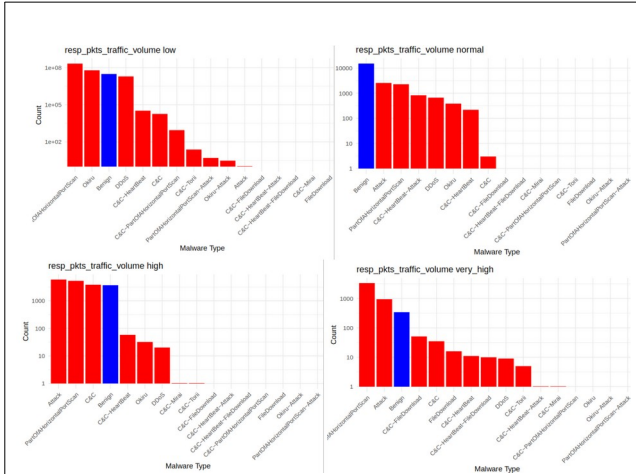 resp_pkts_traffic_volume low
Count
1e+08
1e+05
1e+02
OfAHorizontalPortScan
Okiru
Benign
DDoS
C&C-HeartBeat
C&C
C&C-PartOfAHorizontalPortScan
C&C-Torii
PartOfAHorizontalPortScan-Attack
Okiru-Attack
Attack
C&C-FileDownload
C&C-HeartBeat-Attack
C&C-HeartBeat-FileDownload
C&C-Mirai
FileDownload
Malware Type
resp_pkts_traffic_volume normal
Count
10000
1000
100
10
1
Benign
Attack
PartOfAHorizontalPortScan
C&C-HeartBeat-Attack
DDoS
Okiru
C&C-HeartBeat
C&C
C&C-FileDownload
C&C-HeartBeat-FileDownload
C&C-Mirai
C&C-PartOfAHorizontalPortScan
C&C-Torii
FileDownload
Okiru-Attack
PartOfAHorizontalPortScan-Attack
Malware Type
resp_pkts_traffic_volume high
Count
1000
100
10
1
Attack
PartOfAHorizontalPortScan
C&C
Benign
C&C-HeartBeat
Okiru
DDoS
C&C-Mirai
C&C-Torii
C&C-FileDownload
C&C-HeartBeat-Attack
C&C-HeartBeat-FileDownload
C&C-PartOfAHorizontalPortScan
FileDownload
Okiru-Attack
PartOfAHorizontalPortScan-Attack
Malware Type
resp_pkts_traffic_volume very_high
Count
1000
100
10
1
OfAHorizontalPortScan
Attack
Benign
C&C-FileDownload
C&C
FileDownload
C&C-HeartBeat
C&C-HeartBeat-FileDownload
DDoS
C&C-Torii
C&C-HeartBeat-Attack
C&C-Mirai
C&C-PartOfAHorizontalPortScan
Okiru
Okiru-Attack
PartOfAHorizontalPortScan-Attack
Malware Type